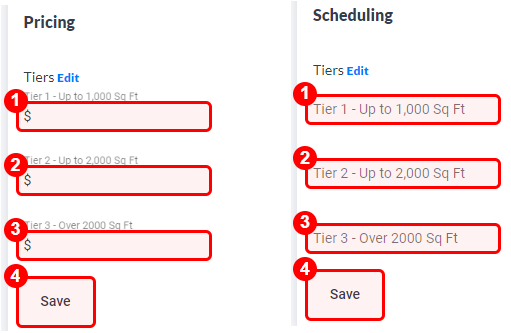 Pricing
Tiers Edit
Tier 1 - Up to 1,000 Sq Ft
1
$
Tier 2 - Up to 2,000 Sq Ft
2
$
Tier 3 - Over 2000 Sq Ft
3
$
4
Save
Scheduling
Tiers Edit
1
Tier 1 - Up to 1,000 Sq Ft
2
Tier 2 - Up to 2,000 Sq Ft
3
Tier 3 - Over 2000 Sq Ft
4
Save